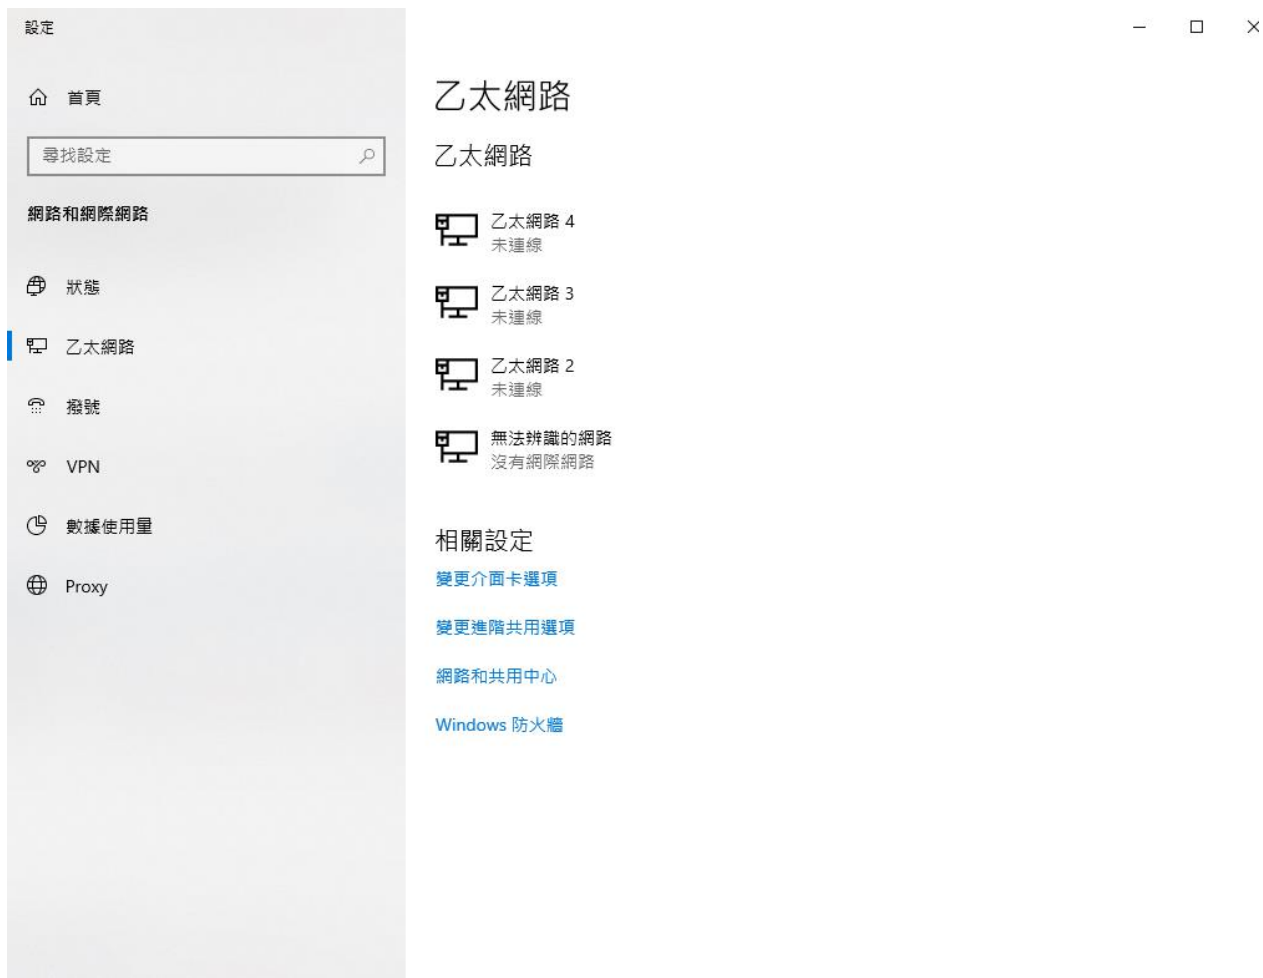 設定
首頁
尋找設定
網路和網際網路
狀態
乙太網路
撥號
VPN
數據使用量
Proxy
乙太網路
乙太網路
乙太網路 4
未連線
乙太網路 3
未連線
乙太網路 2
未連線
無法辨識的網路
沒有網際網路
相關設定
變更介面卡選項
變更進階共用選項
網路和共用中心
Windows 防火牆